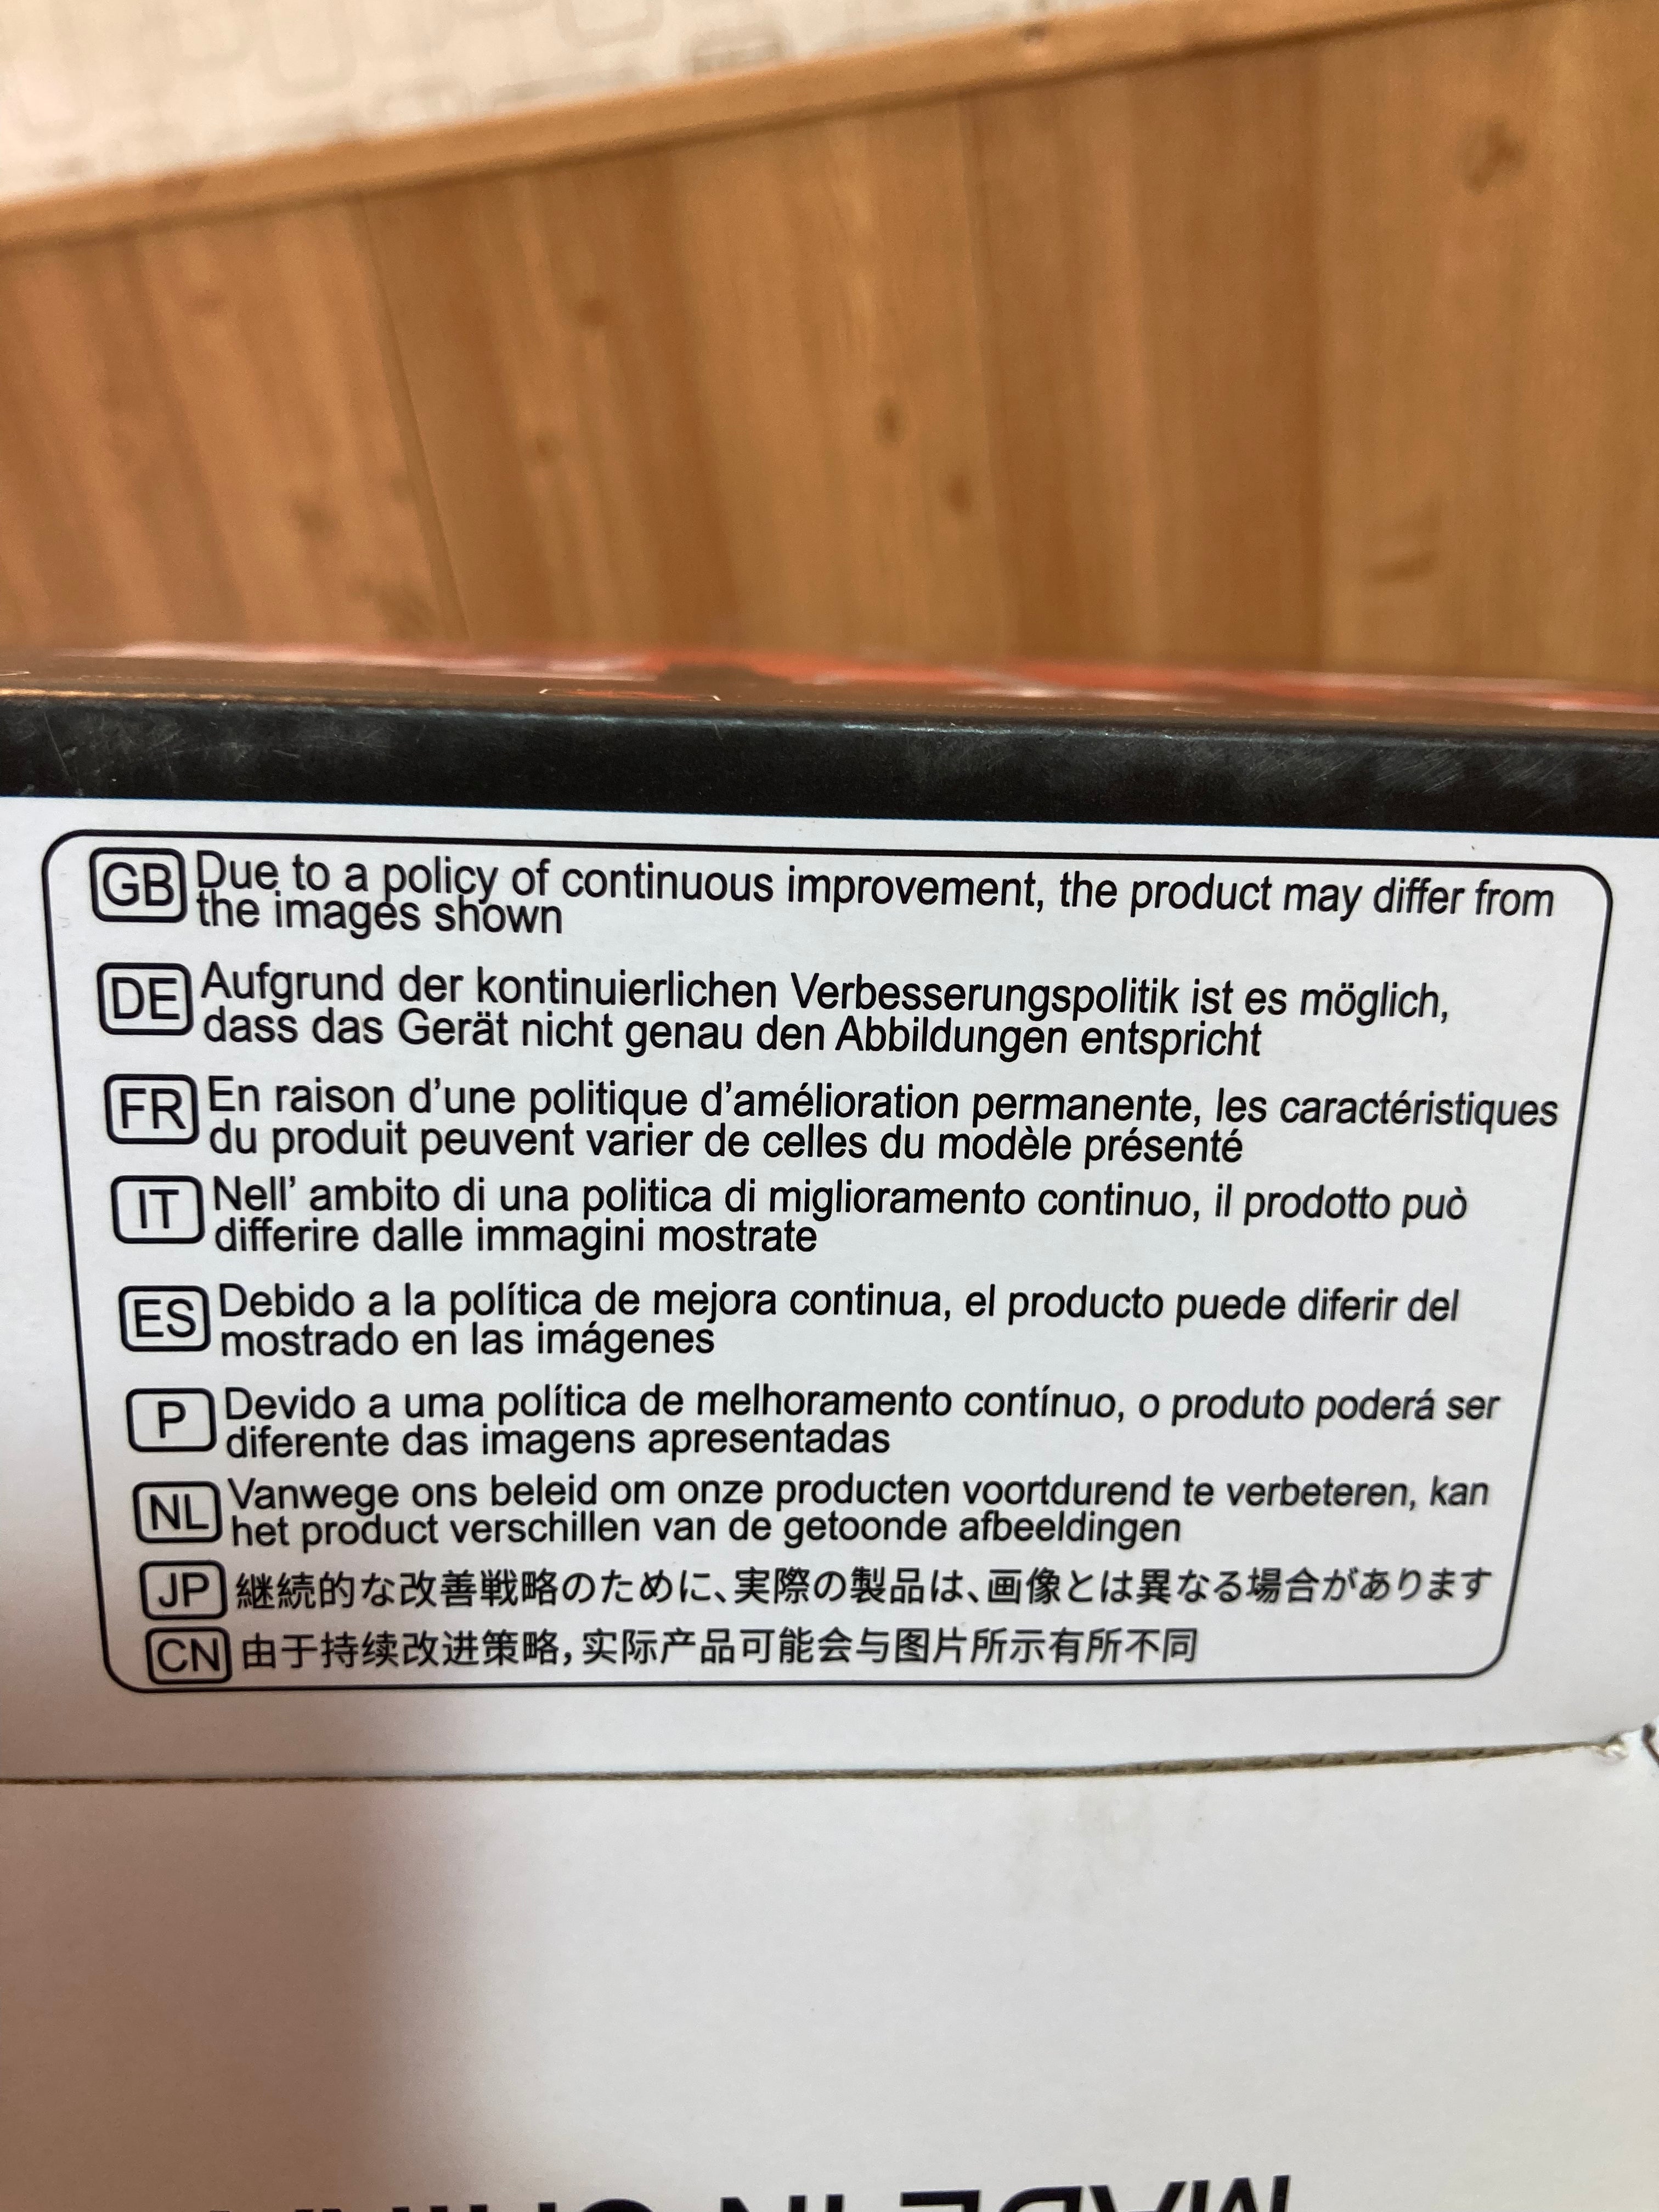 GB Due to a policy of continuous improvement, the product may differ from
the images shown
DE Aufgrund der kontinuierlichen Verbesserungspolitik ist es möglich,
dass das Gerät nicht genau den Abbildungen entspricht
FR En raison d’une politique d’amélioration permanente, les caractéristiques
du produit peuvent varier de celles du modèle présenté
IT Nell’ ambito di una politica di miglioramento continuo, il prodotto può
differire dalle immagini mostrate
ES Debido a la política de mejora continua, el producto puede diferir del
mostrado en las imágenes
P Devido a uma política de melhoramento contínuo, o produto poderá ser
diferente das imagens apresentadas
NL Vanwege ons beleid om onze producten voortdurend te verbeteren, kan
het product verschillen van de getoonde afbeeldingen
JP 継続的な改善戦略のために、実際の製品は、画像とは異なる場合があります
CN 由于持续改进策略,实际产品可能会与图片所示有所不同
MADE IN CHINA